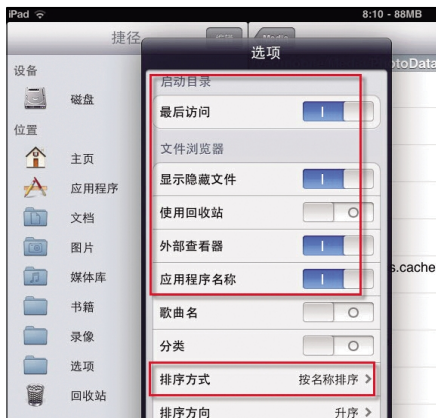 iPad 8:10 - 88MB
捷径
编辑
Media
选项
otoData
设备
磁盘
位置
主页
应用程序
文档
图片
媒体库
书籍
录像
选项
回收站
启动目录
最后访问
文件浏览器
显示隐藏文件
使用回收站
外部查看器
应用程序名称
歌曲名
分类
排序方式 按名称排序
排序方向 升序
s.cache